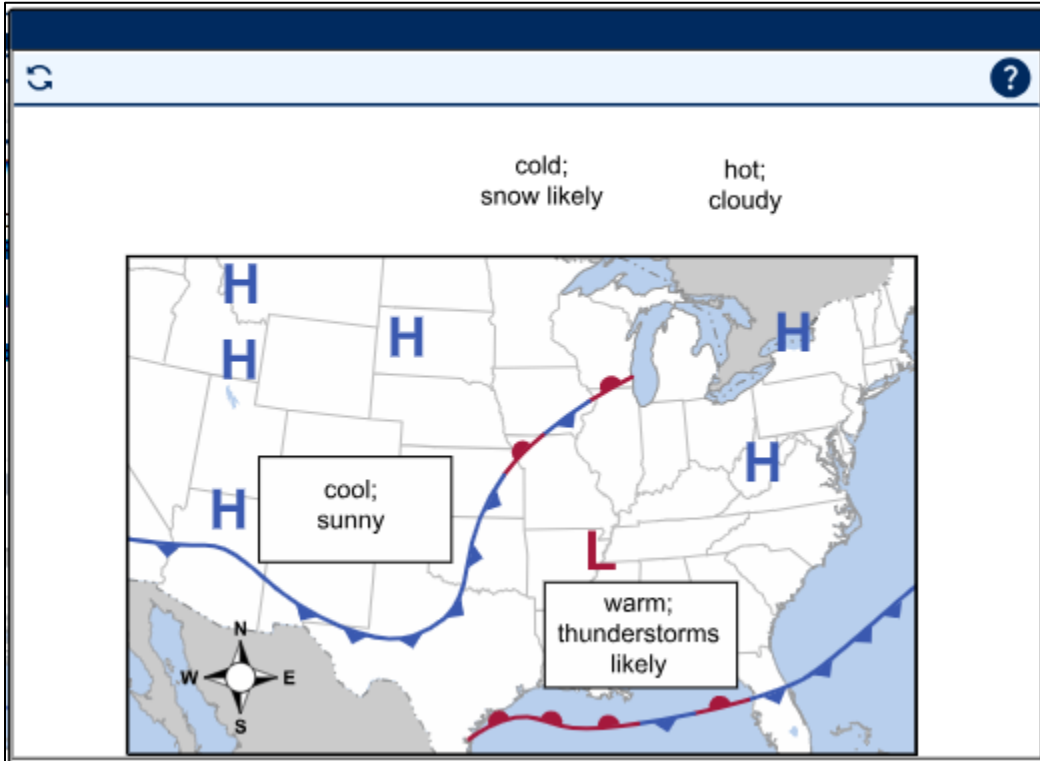 ?
cold;
snow likely
hot;
cloudy
H
H
H
H
cool;
sunny
H
H
L
warm;
thunderstorms
likely
N
W E
S